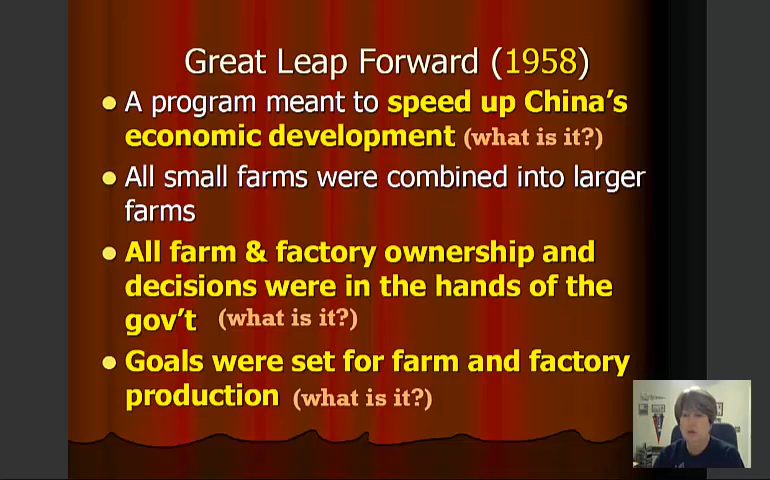 Great Leap Forward (1958)
● A program meant to speed up China's
economic development (what is it?)
● All small farms were combined into larger
farms
● All farm & factory ownership and
decisions were in the hands of the
gov't (what is it?)
● Goals were set for farm and factory
production (what is it?)